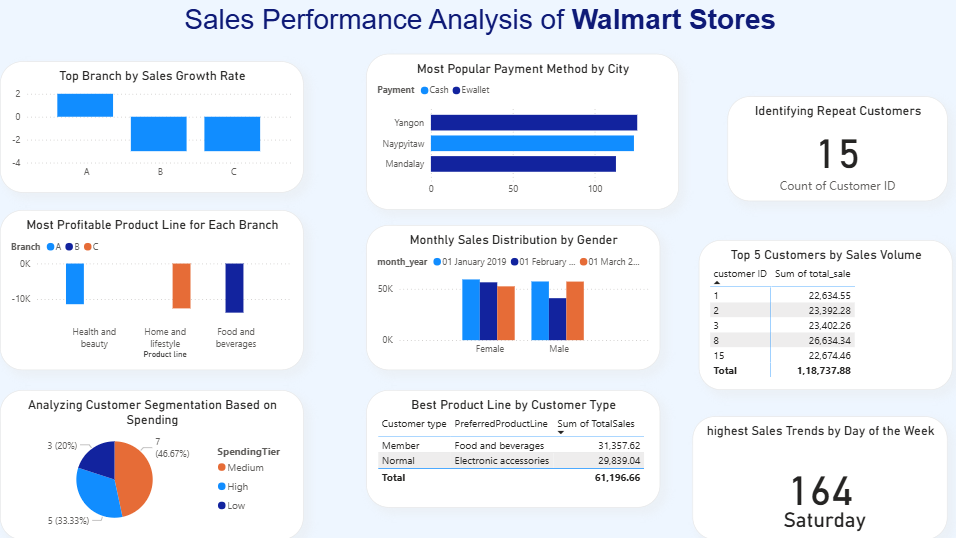 Sales Performance Analysis of Walmart Stores
Top Branch by Sales Growth Rate
2
0
-2
-4
A B C
Most Popular Payment Method by City
Payment Cash Ewallet
Yangon
Naypyitaw
Mandalay
0 50 100
Identifying Repeat Customers
15
Count of Customer ID
Most Profitable Product Line for Each Branch
Branch A B C
0K
-10K
Health and beauty
Home and lifestyle
Food and beverages
Product line
Monthly Sales Distribution by Gender
month_year 01 January 2019 01 February ... 01 March 2...
50K
0K
Female Male
Top 5 Customers by Sales Volume
customer ID Sum of total_sale
1 22,634.55
2 23,392.28
3 23,402.26
8 26,634.34
15 22,674.46
Total 1,18,737.88
Analyzing Customer Segmentation Based on
Spending
3 (20%)
7
(46.67%)
5 (33.33%)
SpendingTier
Medium
High
Low
Best Product Line by Customer Type
Customer type PreferredProductLine Sum of TotalSales
Member Food and beverages 31,357.62
Normal Electronic accessories 29,839.04
Total 61,196.66
highest Sales Trends by Day of the Week
164
Saturday